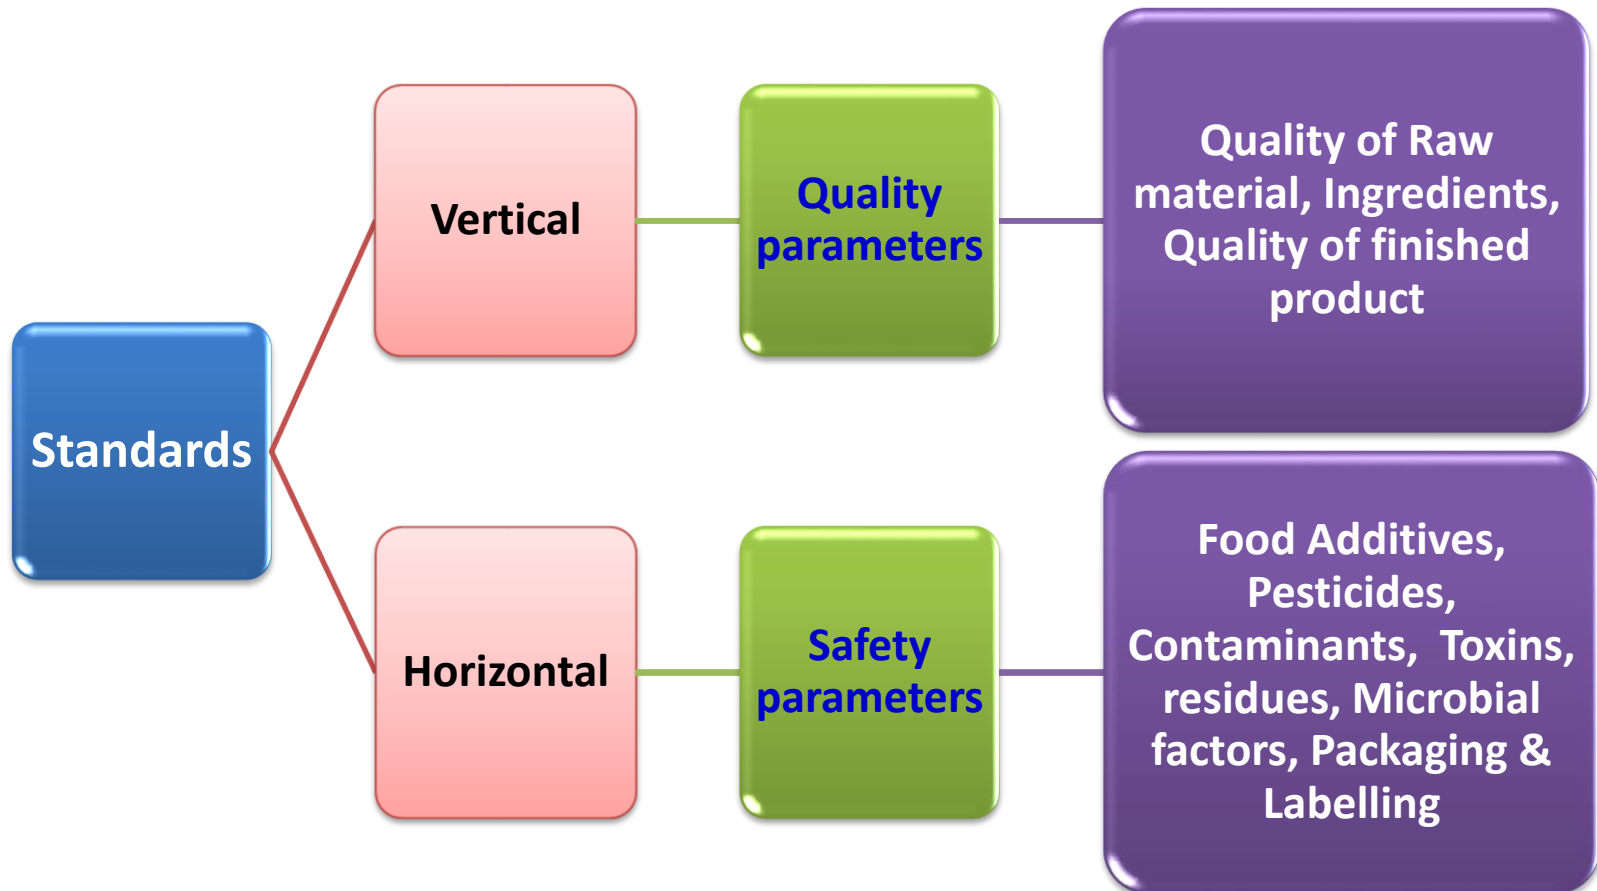 Standards
Vertical
Quality
parameters
Quality of Raw
material, Ingredients,
Quality of finished
product
Horizontal
Safety
parameters
Food Additives,
Pesticides,
Contaminants,  Toxins,
residues, Microbial
factors, Packaging &
Labelling